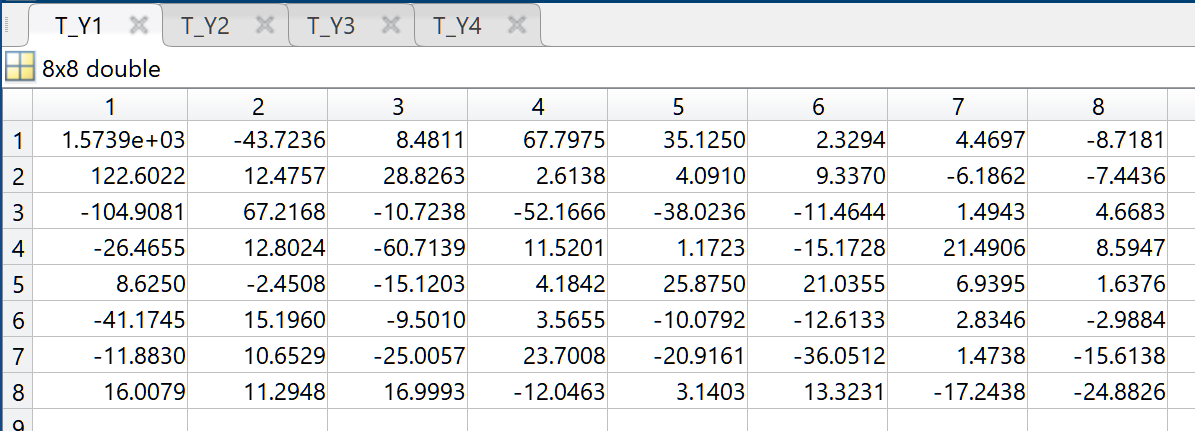 T_Y1 T_Y2 T_Y3 T_Y4
8x8 double
1 2 3 4 5 6 7 8
1 1.5739e+03 -43.7236 8.4811 67.7975 35.1250 2.3294 4.4697 -8.7181
2 122.6022 12.4757 28.8263 2.6138 4.0910 9.3370 -6.1862 -7.4436
3 -104.9081 67.2168 -10.7238 -52.1666 -38.0236 -11.4644 1.4943 4.6683
4 -26.4655 12.8024 -60.7139 11.5201 1.1723 -15.1728 21.4906 8.5947
5 8.6250 -2.4508 -15.1203 4.1842 25.8750 21.0355 6.9395 1.6376
6 -41.1745 15.1960 -9.5010 3.5655 -10.0792 -12.6133 2.8346 -2.9884
7 -11.8830 10.6529 -25.0057 23.7008 -20.9161 -36.0512 1.4738 -15.6138
8 16.0079 11.2948 16.9993 -12.0463 3.1403 13.3231 -17.2438 -24.8826
9